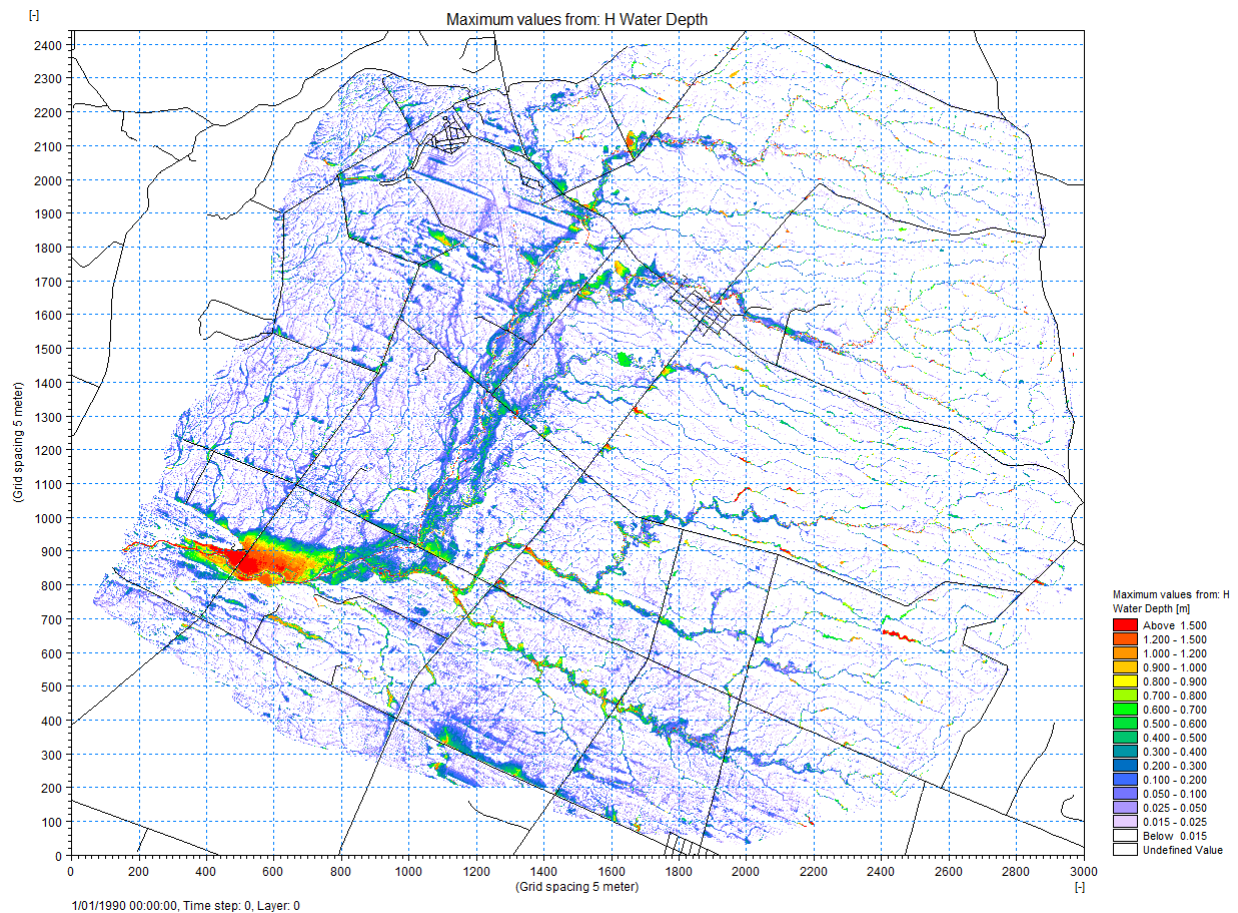 [-]
Maximum values from: H Water Depth
2400
2300
2200
2100
2000
1900
1800
1700
1600
1500
1400
1300
1200
1100
1000
900
800
700
600
500
400
300
200
100
0
(Grid spacing 5 meter)
0 200 400 600 800 1000 1200 1400 1600 1800 2000 2200 2400 2600 2800 3000
(Grid spacing 5 meter)
[-]
Maximum values from: H
Water Depth [m]
Above 1.500
1.200 - 1.500
1.000 - 1.200
0.900 - 1.000
0.800 - 0.900
0.700 - 0.800
0.600 - 0.700
0.500 - 0.600
0.400 - 0.500
0.300 - 0.400
0.200 - 0.300
0.100 - 0.200
0.050 - 0.100
0.025 - 0.050
0.015 - 0.025
Below 0.015
Undefined Value
1/01/1990 00:00:00, Time step: 0, Layer: 0